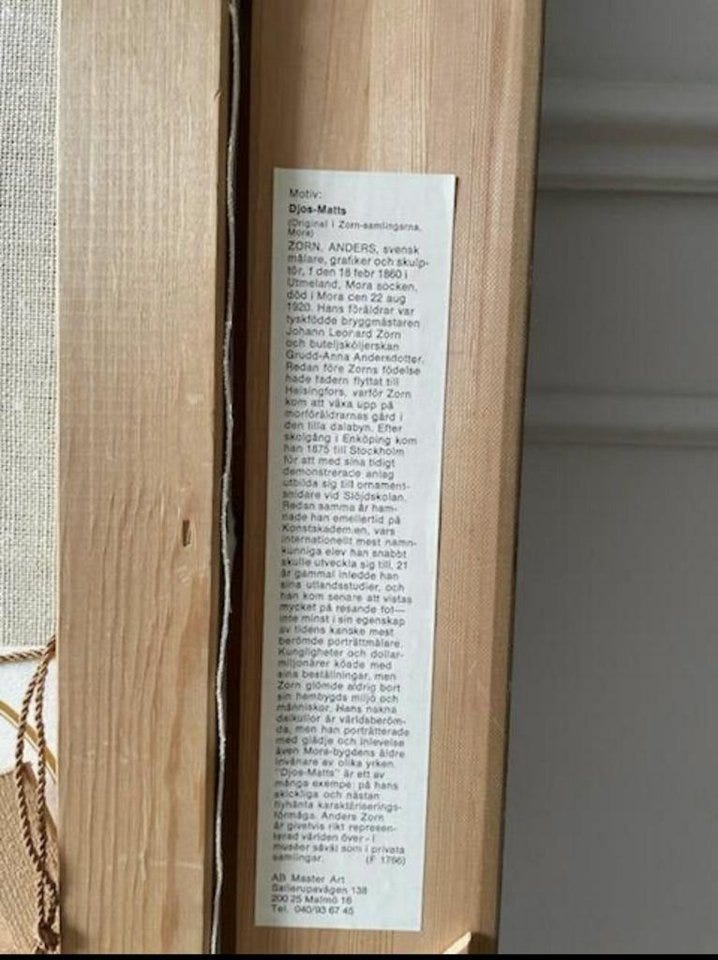 Motiv:
Djos-Matts
(Original i Zorn-samlingarna,
Mora)
ZORN, ANDERS, svensk
målare, grafiker och skulp-
tör, f den 18 febr 1860 i
Utmeland, Mora socken,
död i Mora den 22 aug
1920. Hans föräldrar var
tyskfödde bryggmästaren
Johann Leonard Zorn
och buteljsköljerskan
Grudd-Anna Andersdotter.
Redan före Zorns födelse
hade fadern flyttat till
Helsingfors, varför Zorn
kom att växa upp på
morföräldrarnas gård i
den lilla dalabyn. Efter
skolgång i Enköping kom
han 1875 till Stockholm
för att med sina tidigt
demonstrerade anlag
utbilda sig till ornament-
snidare vid Slöjdskolan.
Redan samma år ham-
nade han emellertid på
Konstakademien, vars
internationellt mest namn-
kunniga elev han snabbt
skulle utveckla sig till. 21
år gammal inledde han
sina utlandsstudier, och
han kom senare att vistas
mycket på resande fot—
inte minst i sin egenskap
av tidens kanske mest
berömde porträttmålare.
Kungligheter och dollar-
miljonärer köade med
sina beställningar, men
Zorn glömde aldrig bort
sin hembygds miljö och
människor. Hans nakna
dalkullor är världsberöm-
da, men han porträtterade
med glädje och inlevelse
även Mora-bygdens äldre
invånare av olika yrken.
"Djos-Matts" är ett av
många exempel på hans
skickliga och nästan
flyhänta karaktäriserings-
förmåga. Anders Zorn
är givetvis rikt represen-
terad världen över – i
muséer såväl som i privata
samlingar. (F 1766)
AB Master Art
Sallerupsvägen 138
200 25 Malmö 16
Tel. 040/93 67 45